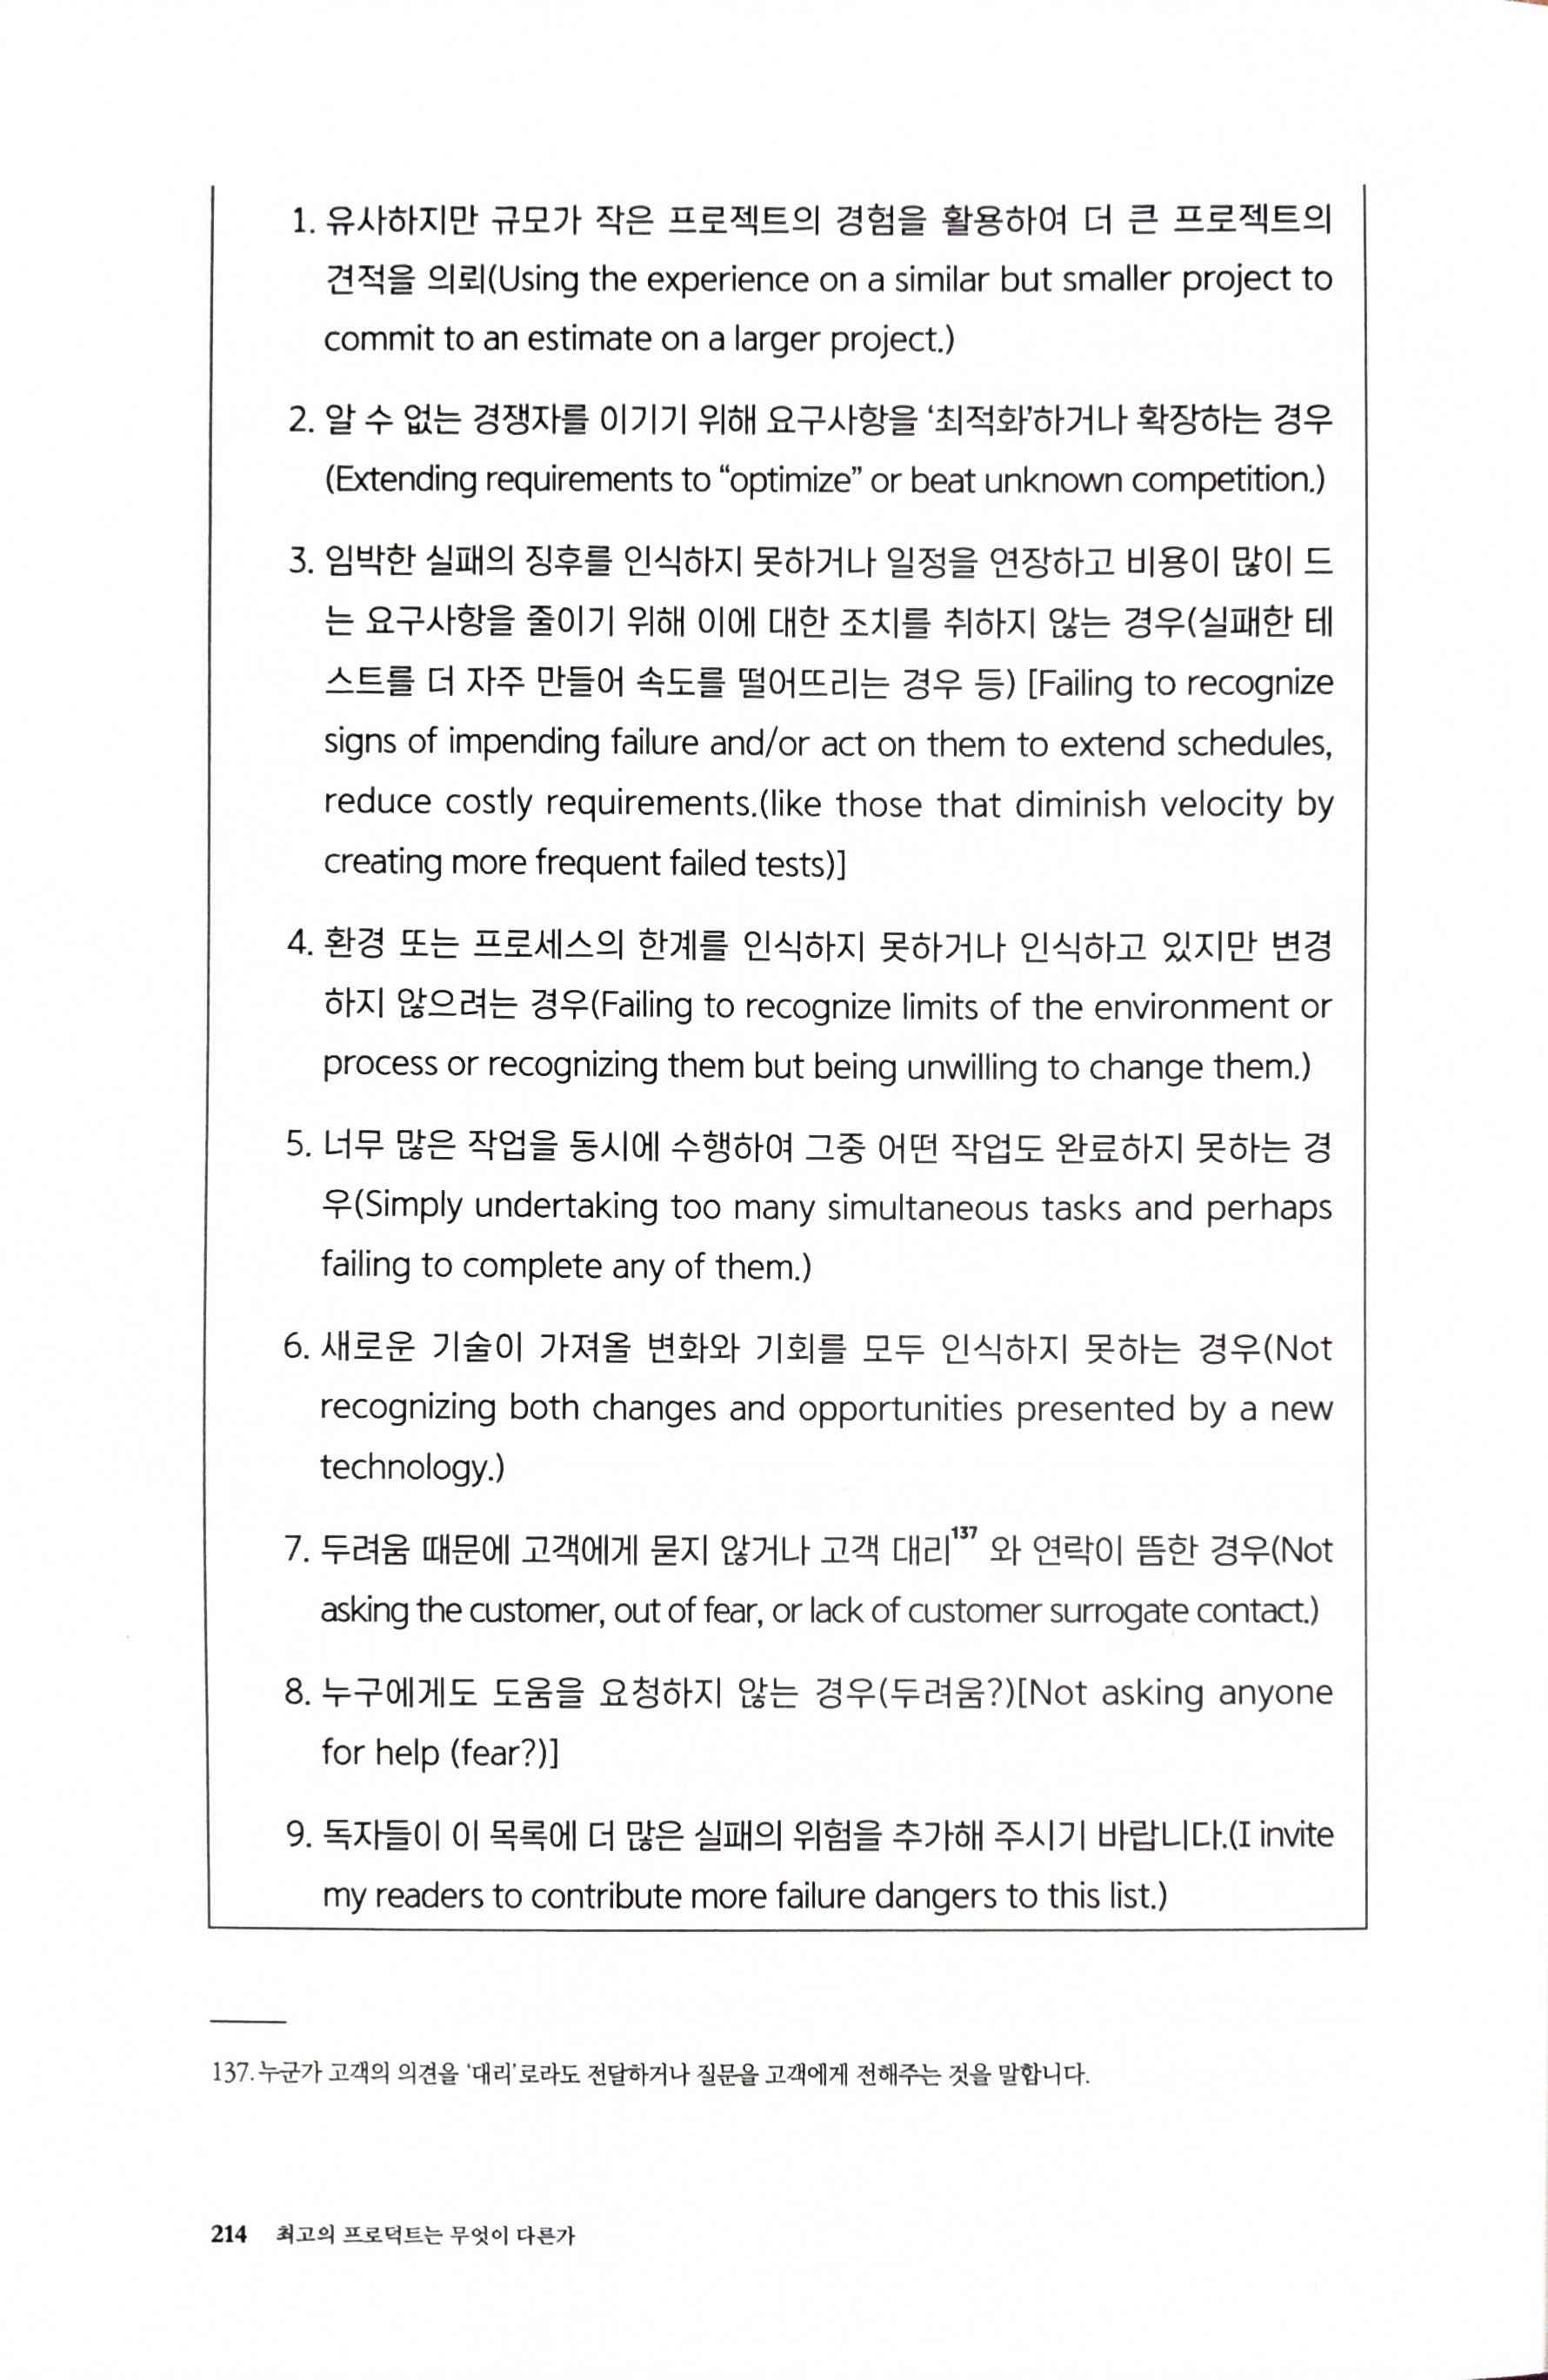 1. 유사하지만 규모가 작은 프로젝트의 경험을 활용하여 더 큰 프로젝트의
견적을 의뢰(Using the experience on a similar but smaller project to
commit to an estimate on a larger project.)
2. 알 수 없는 경쟁자를 이기기 위해 요구사항을 ‘최적화’하거나 확장하는 경우
(Extending requirements to “optimize” or beat unknown competition.)
3. 임박한 실패의 징후를 인식하지 못하거나 일정을 연장하고 비용이 많이 드
는 요구사항을 줄이기 위해 이에 대한 조치를 취하지 않는 경우(실패한 테
스트를 더 자주 만들어 속도를 떨어뜨리는 경우 등) [Failing to recognize
signs of impending failure and/or act on them to extend schedules,
reduce costly requirements.(like those that diminish velocity by
creating more frequent failed tests)]
4. 환경 또는 프로세스의 한계를 인식하지 못하거나 인식하고 있지만 변경
하지 않으려는 경우(Failing to recognize limits of the environment or
process or recognizing them but being unwilling to change them.)
5. 너무 많은 작업을 동시에 수행하여 그중 어떤 작업도 완료하지 못하는 경
우(Simply undertaking too many simultaneous tasks and perhaps
failing to complete any of them.)
6. 새로운 기술이 가져올 변화와 기회를 모두 인식하지 못하는 경우(Not
recognizing both changes and opportunities presented by a new
technology.)
7. 두려움 때문에 고객에게 묻지 않거나 고객 대리137 와 연락이 뜸한 경우(Not
asking the customer, out of fear, or lack of customer surrogate contact.)
8. 누구에게도 도움을 요청하지 않는 경우(두려움?)[Not asking anyone
for help (fear?)]
9. 독자들이 이 목록에 더 많은 실패의 위험을 추가해 주시기 바랍니다.(I invite
my readers to contribute more failure dangers to this list.)
137. 누군가 고객의 의견을 ‘대리’로라도 전달하거나 질문을 고객에게 전해주는 것을 말합니다.
214 최고의 프로덕트는 무엇이 다른가